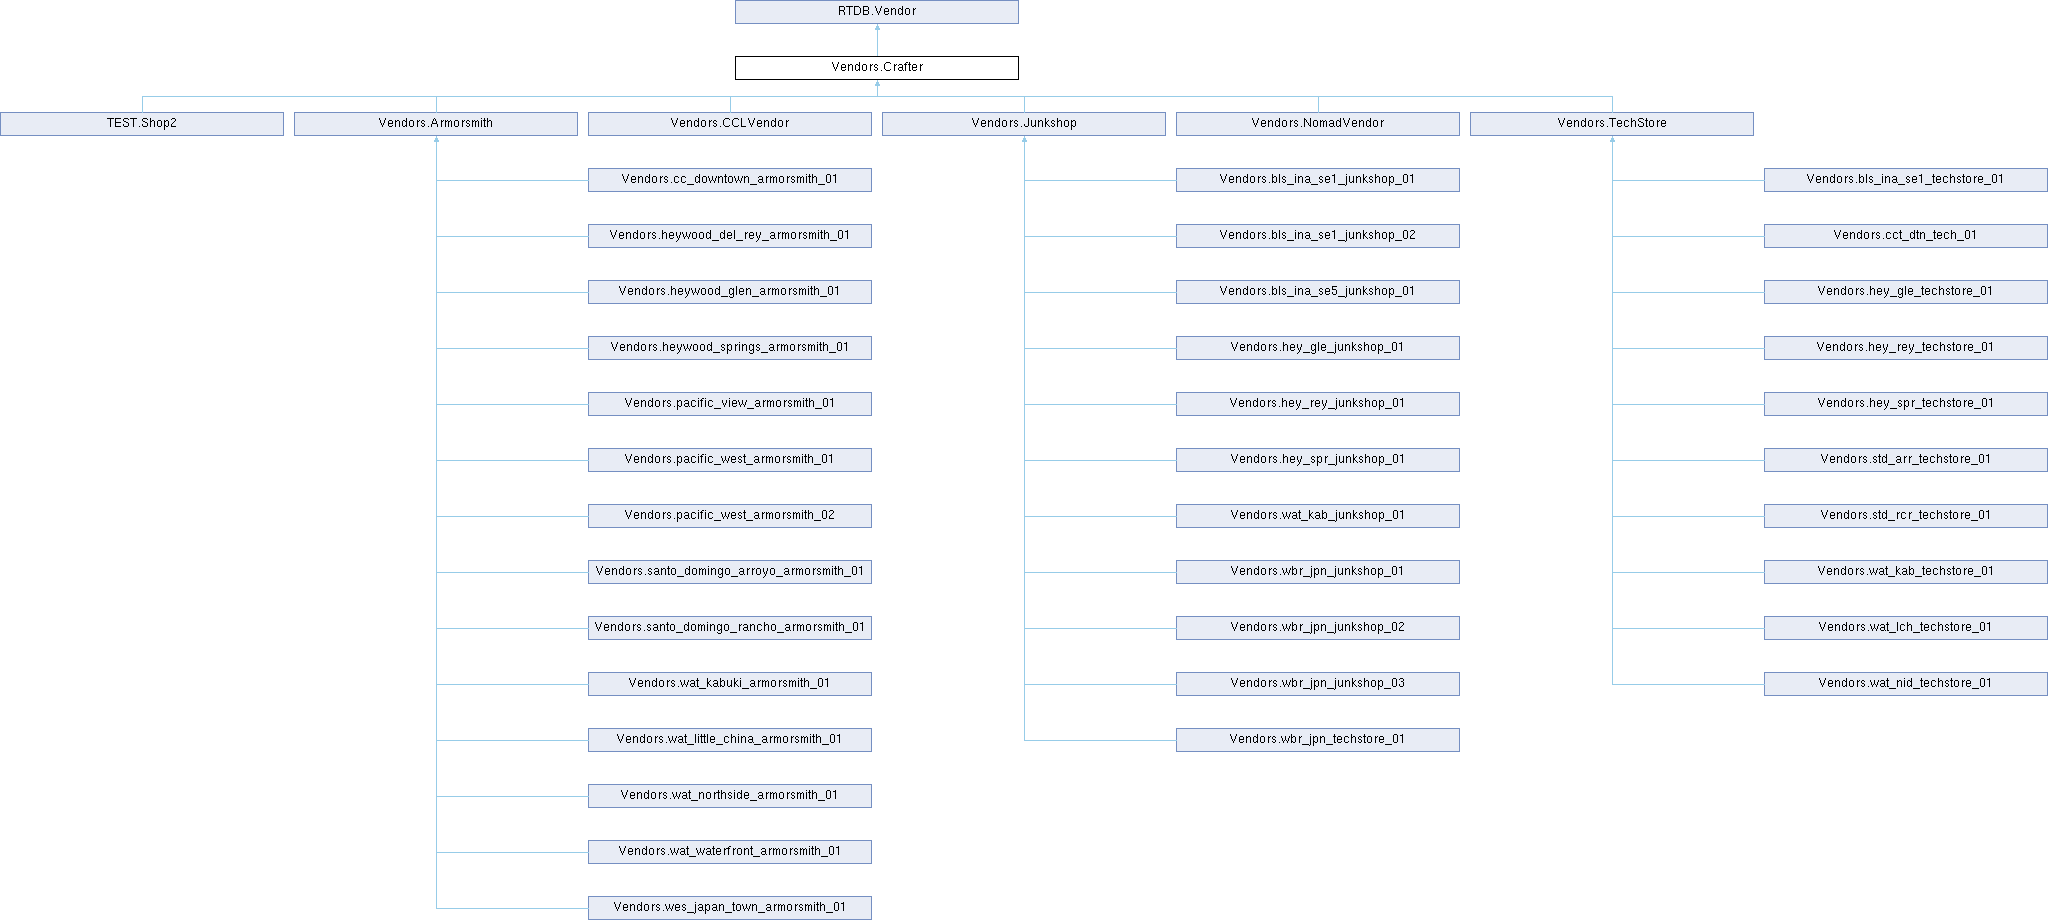 RTDB.Vendor
Vendors.Crafter
TEST.Shop2
Vendors.Armorsmith
Vendors.CCLVendor
Vendors.Junkshop
Vendors.NomadVendor
Vendors.TechStore
Vendors.cc_downtown_armorsmith_01
Vendors.bls_ina_se1_junkshop_01
Vendors.bls_ina_se1_techstore_01
Vendors.heywood_del_rey_armorsmith_01
Vendors.bls_ina_se1_junkshop_02
Vendors.cct_dtn_tech_01
Vendors.heywood_glen_armorsmith_01
Vendors.bls_ina_se5_junkshop_01
Vendors.hey_gle_techstore_01
Vendors.heywood_springs_armorsmith_01
Vendors.hey_gle_junkshop_01
Vendors.hey_rey_techstore_01
Vendors.pacific_view_armorsmith_01
Vendors.hey_rey_junkshop_01
Vendors.hey_spr_techstore_01
Vendors.pacific_west_armorsmith_01
Vendors.hey_spr_junkshop_01
Vendors.std_arr_techstore_01
Vendors.pacific_west_armorsmith_02
Vendors.wat_kab_junkshop_01
Vendors.std_rcr_techstore_01
Vendors.santo_domingo_arroyo_armorsmith_01
Vendors.wbr_jpn_junkshop_01
Vendors.wat_kab_techstore_01
Vendors.santo_domingo_rancho_armorsmith_01
Vendors.wbr_jpn_junkshop_02
Vendors.wat_lch_techstore_01
Vendors.wat_kabuki_armorsmith_01
Vendors.wbr_jpn_junkshop_03
Vendors.wat_nid_techstore_01
Vendors.wat_little_china_armorsmith_01
Vendors.wbr_jpn_techstore_01
Vendors.wat_northside_armorsmith_01
Vendors.wat_waterfront_armorsmith_01
Vendors.wes_japan_town_armorsmith_01